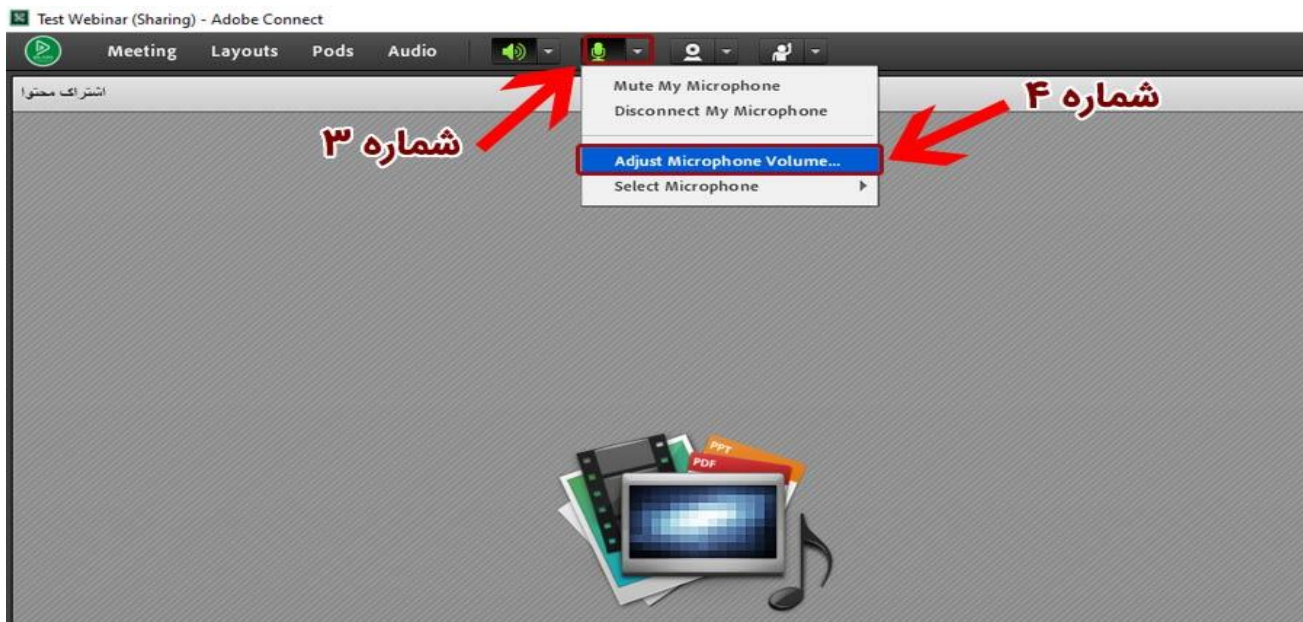 Test Webinar (Sharing) - Adobe Connect
Meeting Layouts Pods Audio
اشتراک محتوا
Mute My Microphone
Disconnect My Microphone
شماره ۴
شماره ۳
Adjust Microphone Volume...
Select Microphone
PPT
PDF